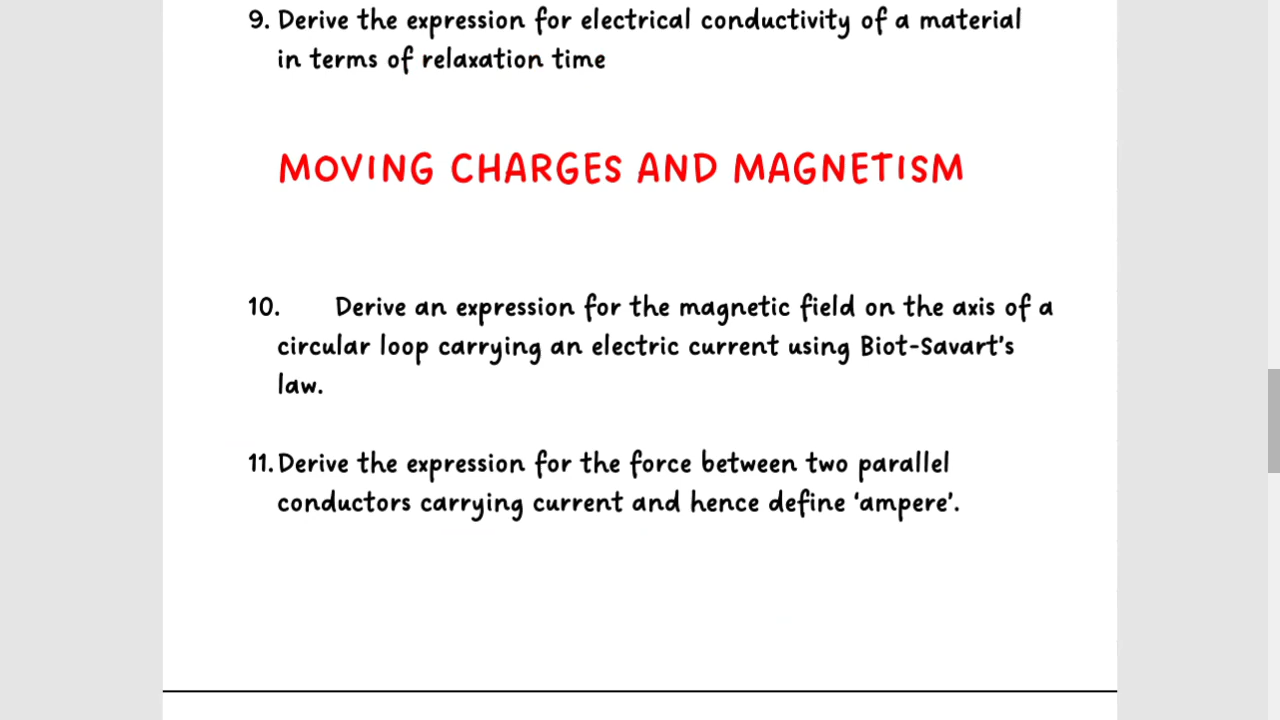 9. Derive the expression for electrical conductivity of a material
in terms of relaxation time
MOVING CHARGES AND MAGNETISM
10. Derive an expression for the magnetic field on the axis of a
circular loop carrying an electric current using Biot-Savart's
law.
11. Derive the expression for the force between two parallel
conductors carrying current and hence define 'ampere'.